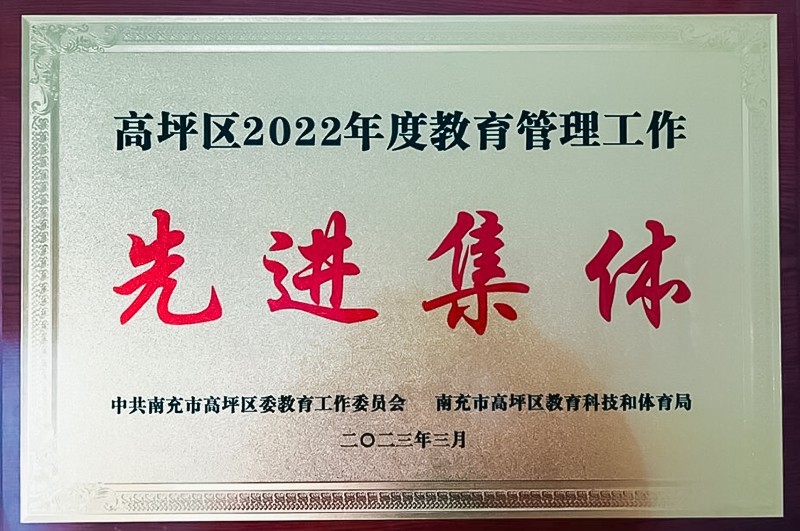 高坪区2022年度教育管理工作
先进集体
中共南充市高坪区委教育工作委员会 南充市高坪区教育科技和体育局
二〇二三年三月